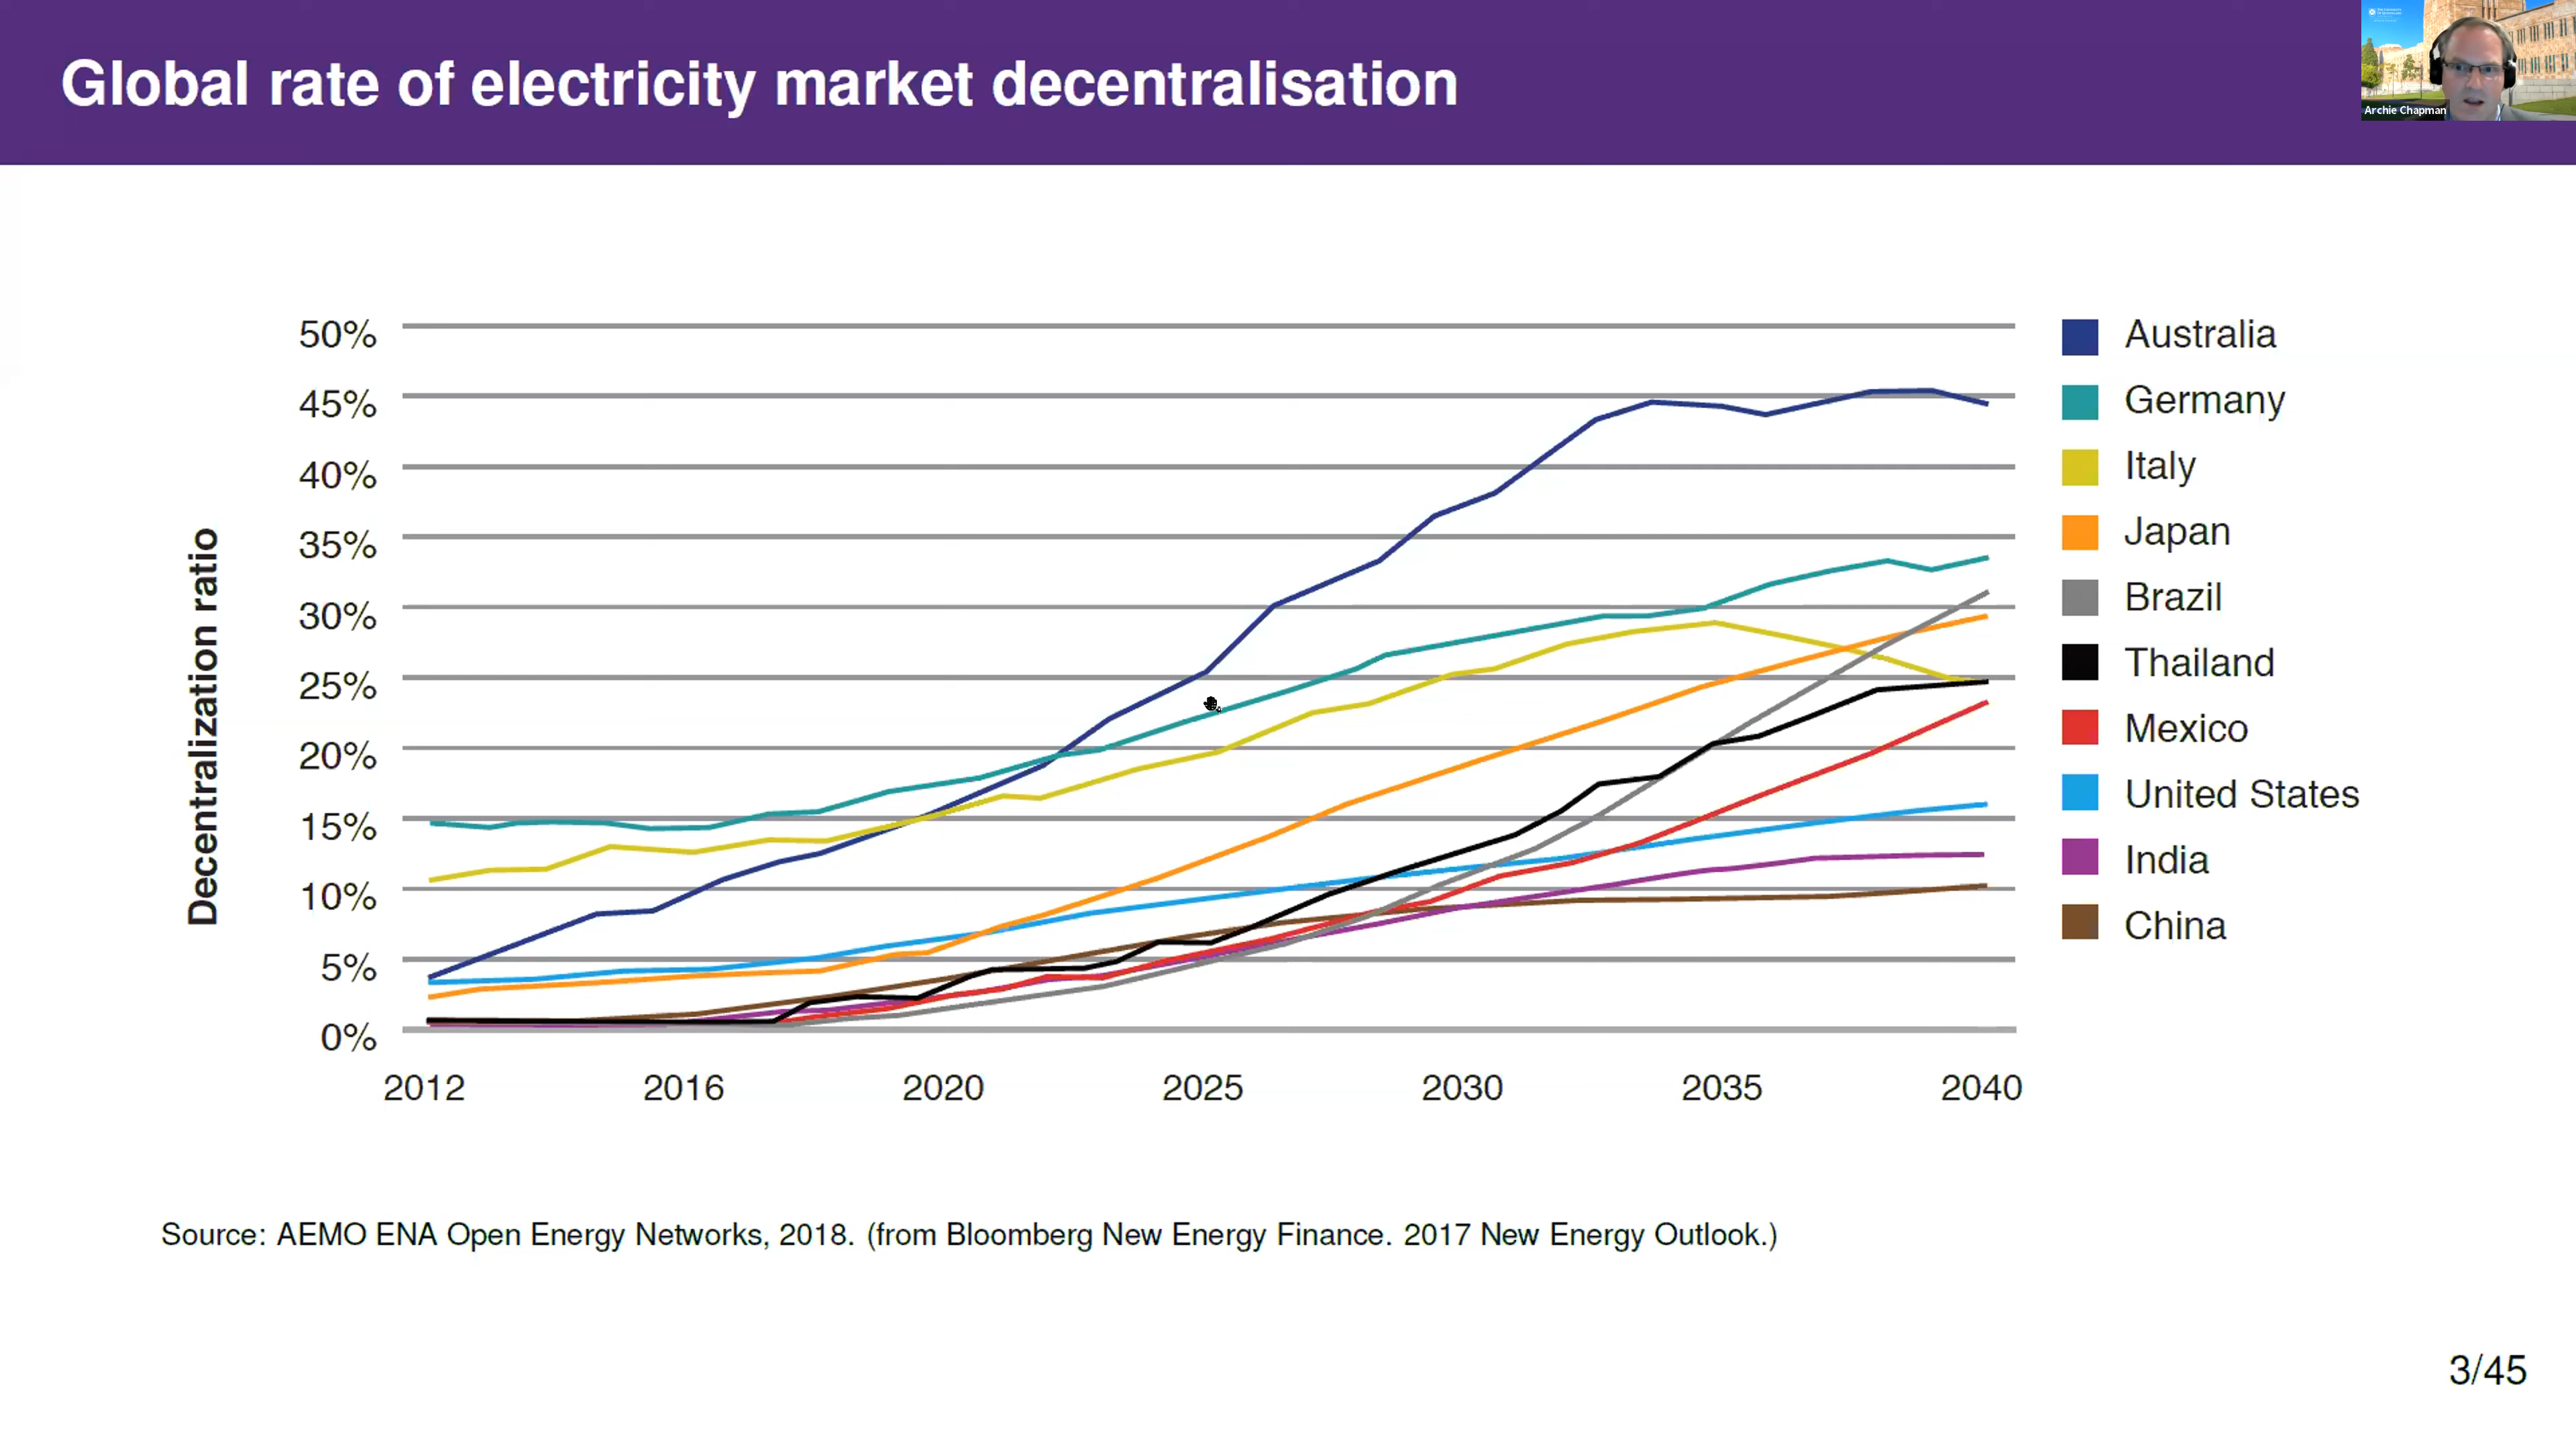 Global rate of electricity market decentralisation
Archie Chapman
50%
45%
40%
35%
30%
25%
20%
15%
10%
5%
0%
Decentralization ratio
2012 2016 2020 2025 2030 2035 2040
Australia
Germany
Italy
Japan
Brazil
Thailand
Mexico
United States
India
China
Source: AEMO ENA Open Energy Networks, 2018. (from Bloomberg New Energy Finance. 2017 New Energy Outlook.)
3/45